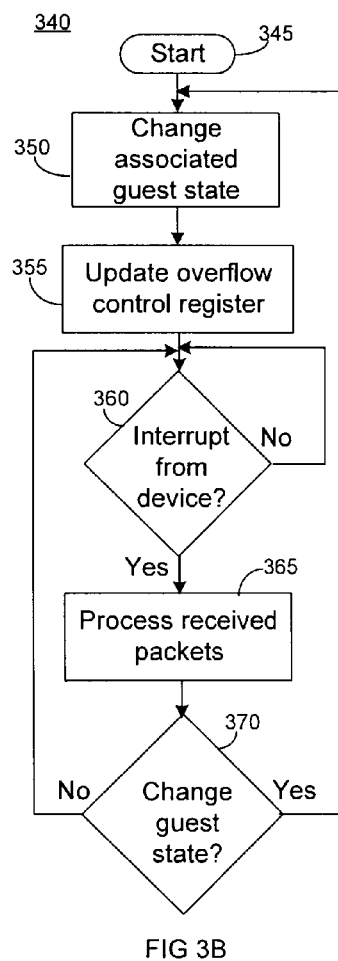 340
Start
345
350
Change
associated
guest state
355
Update overflow
control register
360
Interrupt
from
device?
No
Yes
365
Process received
packets
370
No
Change
guest
state?
Yes
FIG 3B